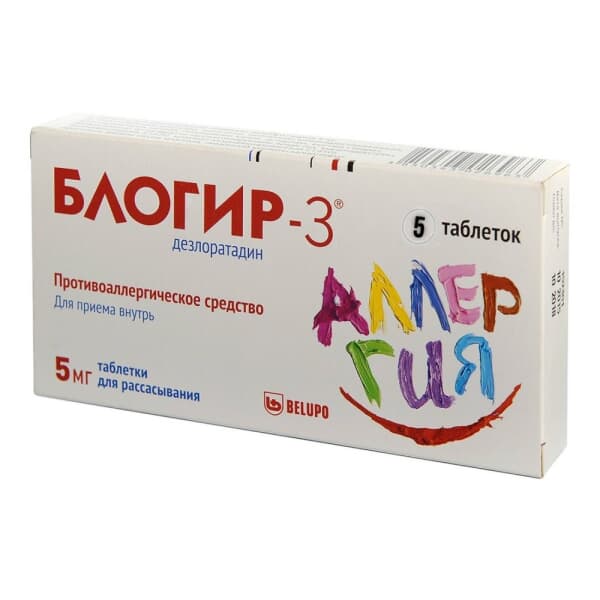 БЛОГИР-3®
дезлоратадин
5 таблеток
Противоаллергическое средство
Для приема внутрь
5 мг таблетки
для рассасывания
BELUPO
АЛЛЕР
ГИЯ